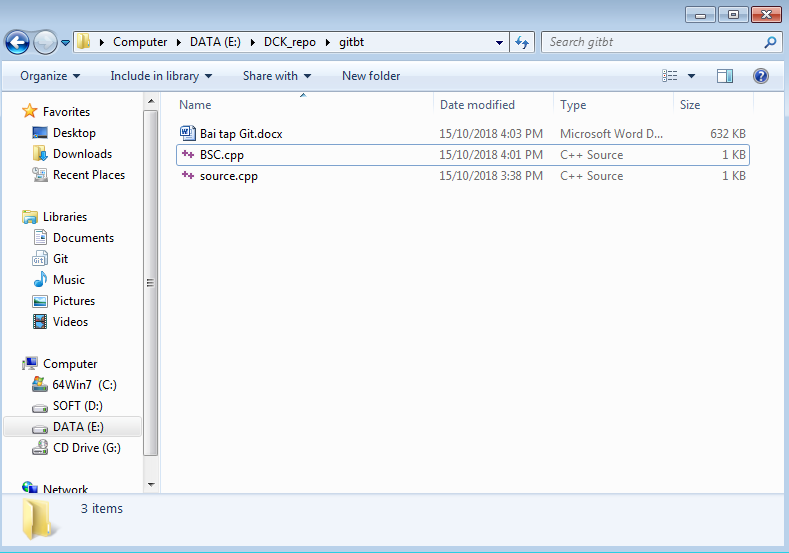 Computer DATA (E:) DCK_repo gitbt Search gitbt
Organize Include in library Share with New folder
Favorites
Desktop
Downloads
Recent Places
Libraries
Documents
Git
Music
Pictures
Videos
Computer
64Win7 (C:)
SOFT (D:)
DATA (E:)
CD Drive (G:)
Network
Name Date modified Type Size
Bai tap Git.docx 15/10/2018 4:03 PM Microsoft Word D... 632 KB
BSC.cpp 15/10/2018 4:01 PM C++ Source 1 KB
source.cpp 15/10/2018 3:38 PM C++ Source 1 KB
3 items